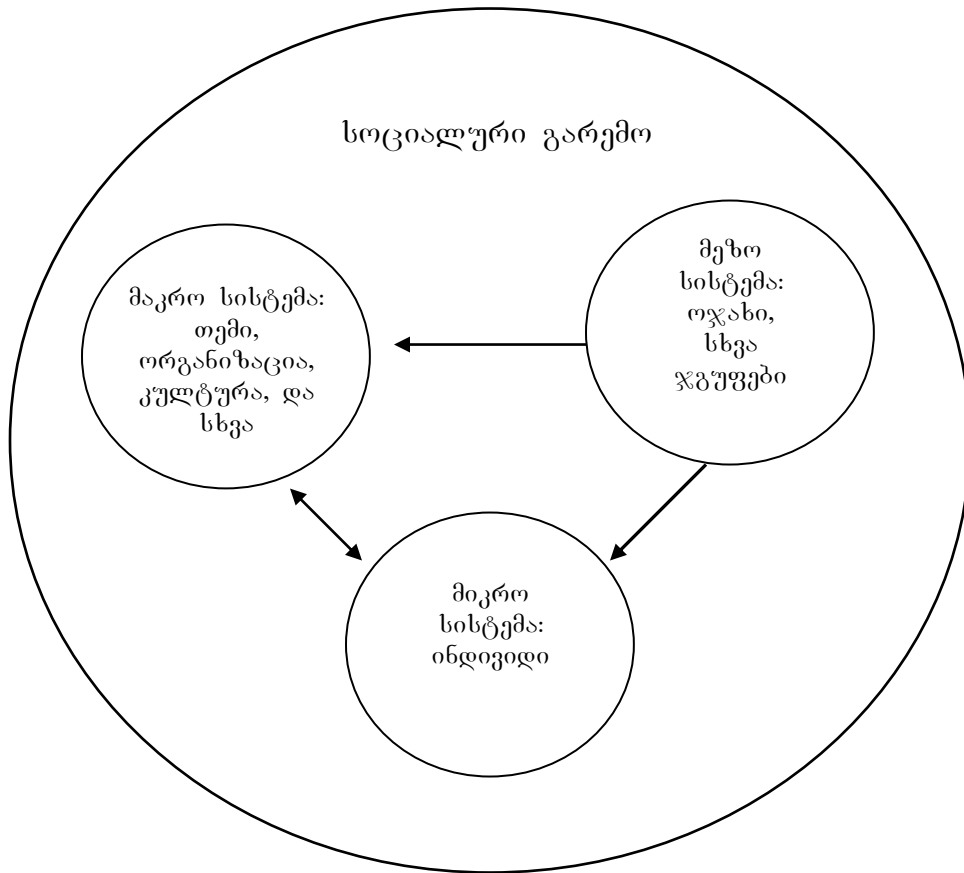 სოციალური გარემო
მეზო
სისტემა:
ოჯახი,
სხვა
ჯგუფები
მაკრო სისტემა:
თემი,
ორგანიზაცია,
კულტურა, და
სხვა
მიკრო
სისტემა:
ინდივიდი